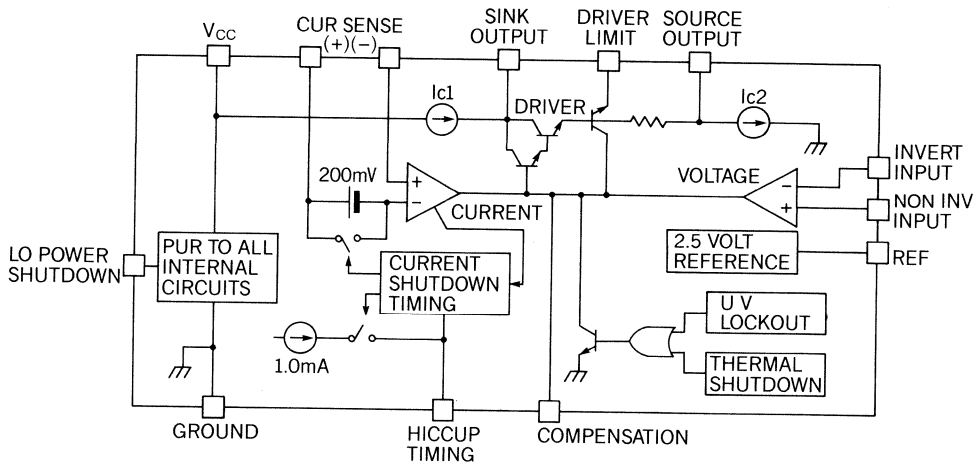 V CC
CUR SENSE
(+)(−)
SINK
OUTPUT
DRIVER
LIMIT
SOURCE
OUTPUT
Ic1
DRIVER
Ic2
200mV
+
−
CURRENT
VOLTAGE
−
+
INVERT
INPUT
NON INV
INPUT
REF
2.5 VOLT
REFERENCE
LO POWER
SHUTDOWN
PUR TO ALL
INTERNAL
CIRCUITS
CURRENT
SHUTDOWN
TIMING
1.0mA
U V
LOCKOUT
THERMAL
SHUTDOWN
GROUND
HICCUP
TIMING
COMPENSATION